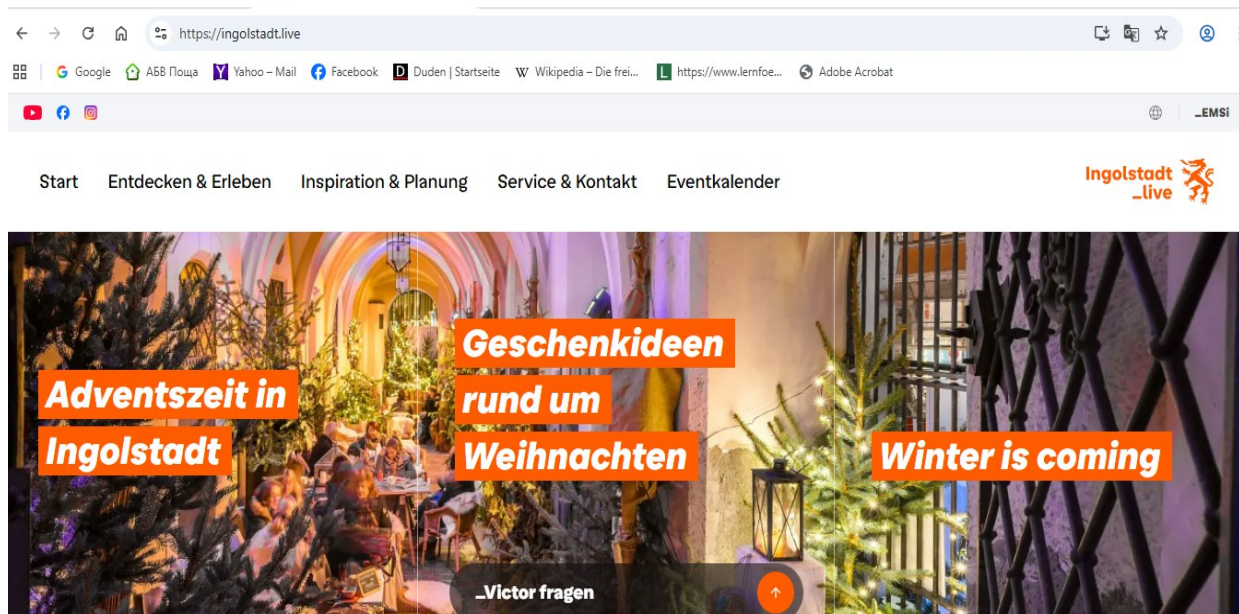 https://ingolstadt.live
Google АБВ Поща Yahoo – Mail Facebook Duden | Startseite Wikipedia – Die frei... https://www.lernfoe... Adobe Acrobat
_EMSi
Start Entdecken & Erleben Inspiration & Planung Service & Kontakt Eventkalender
Ingolstadt
_live
Adventszeit in
Ingolstadt
Geschenkideen
rund um
Weihnachten
Winter is coming
_Victor fragen